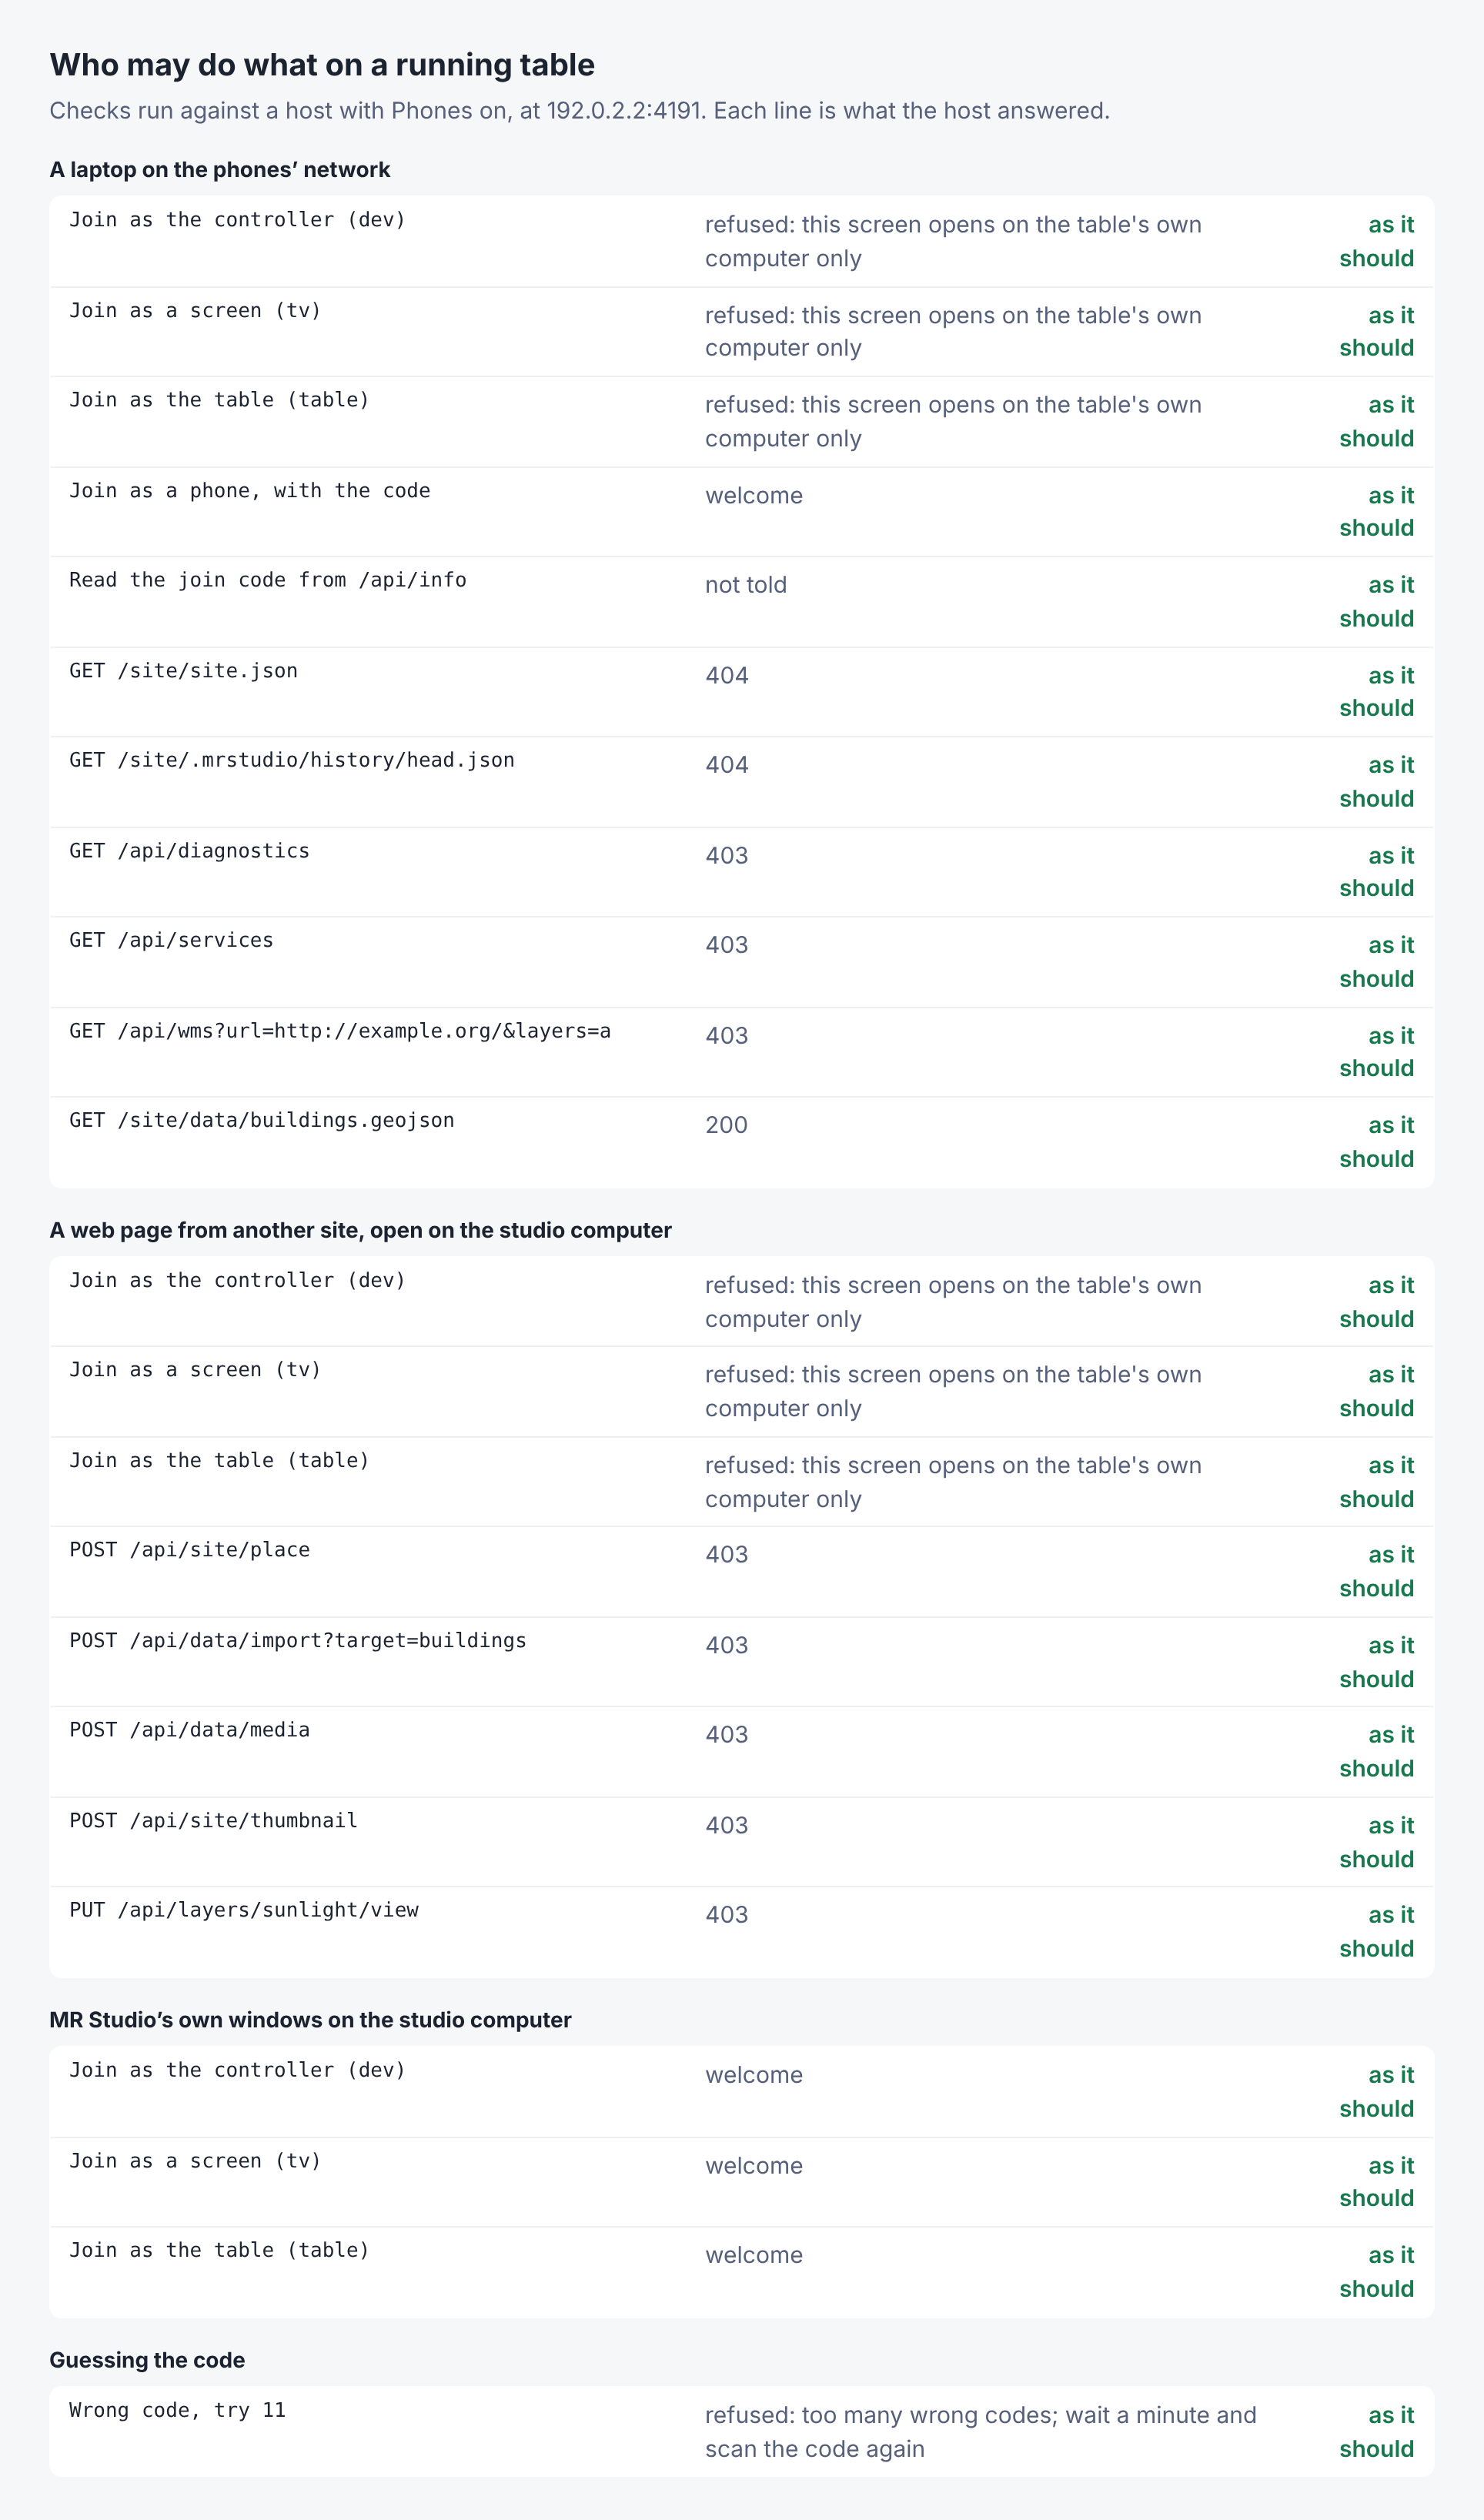 Who may do what on a running table
Checks run against a host with Phones on, at 192.0.2.2:4191. Each line is what the host answered.
A laptop on the phones’ network
Join as the controller (dev)
refused: this screen opens on the table's own
computer only
as it
should
Join as a screen (tv)
refused: this screen opens on the table's own
computer only
as it
should
Join as the table (table)
refused: this screen opens on the table's own
computer only
as it
should
Join as a phone, with the code
welcome
as it
should
Read the join code from /api/info
not told
as it
should
GET /site/site.json
404
as it
should
GET /site/.mrstudio/history/head.json
404
as it
should
GET /api/diagnostics
403
as it
should
GET /api/services
403
as it
should
GET /api/wms?url=http://example.org/&layers=a
403
as it
should
GET /site/data/buildings.geojson
200
as it
should
A web page from another site, open on the studio computer
Join as the controller (dev)
refused: this screen opens on the table's own
computer only
as it
should
Join as a screen (tv)
refused: this screen opens on the table's own
computer only
as it
should
Join as the table (table)
refused: this screen opens on the table's own
computer only
as it
should
POST /api/site/place
403
as it
should
POST /api/data/import?target=buildings
403
as it
should
POST /api/data/media
403
as it
should
POST /api/site/thumbnail
403
as it
should
PUT /api/layers/sunlight/view
403
as it
should
MR Studio’s own windows on the studio computer
Join as the controller (dev)
welcome
as it
should
Join as a screen (tv)
welcome
as it
should
Join as the table (table)
welcome
as it
should
Guessing the code
Wrong code, try 11
refused: too many wrong codes; wait a minute and
scan the code again
as it
should